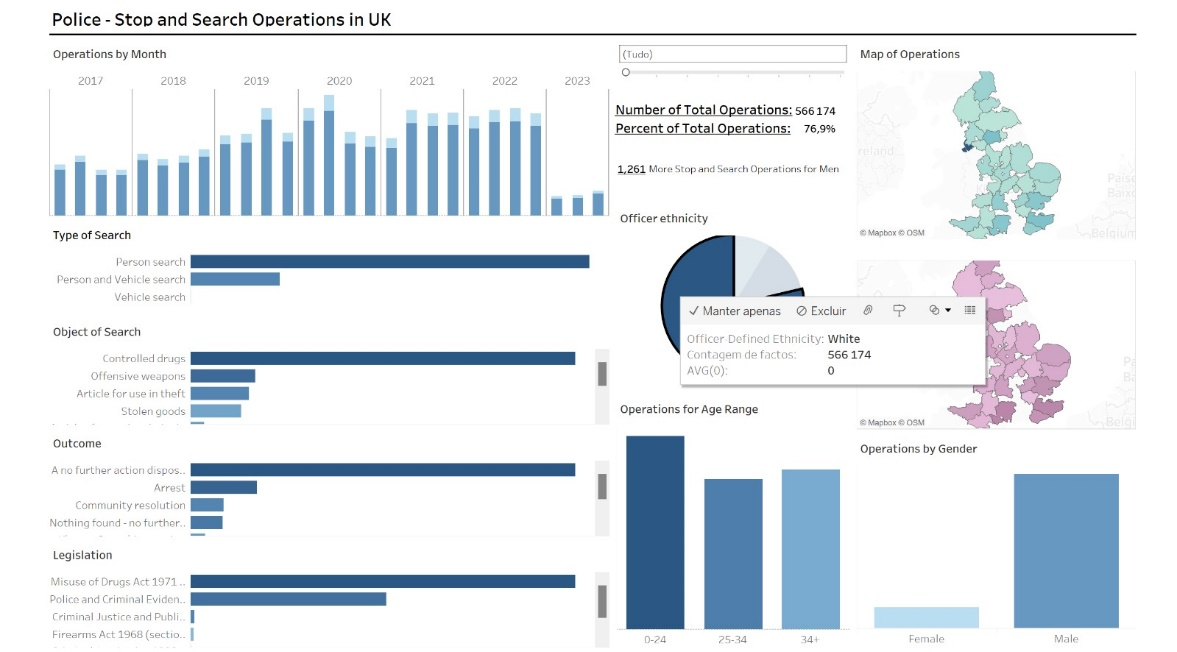 Police - Stop and Search Operations in UK
Operations by Month
2017 2018 2019 2020 2021 2022 2023
Type of Search
Person search
Person and Vehicle search
Vehicle search
Object of Search
Controlled drugs
Offensive weapons
Article for use in theft
Stolen goods
Outcome
A no further action dispos..
Arrest
Community resolution
Nothing found - no further..
Legislation
Misuse of Drugs Act 1971 ..
Police and Criminal Eviden..
Criminal Justice and Publi..
Firearms Act 1968 (sectio..
(Tudo)
Number of Total Operations: 566 174
Percent of Total Operations: 76,9%
1,261 More Stop and Search Operations for Men
Officer ethnicity
Manter apenas Excluir
Officer-Defined Ethnicity: White
Contagem de factos: 566 174
AVG(0): 0
Operations for Age Range
0-24 25-34 34+
Map of Operations
reland
Paíse
Baixo
Belgium
© Mapbox © OSM
Pa
Ba
Belgi
© Mapbox © OSM
Operations by Gender
Female Male